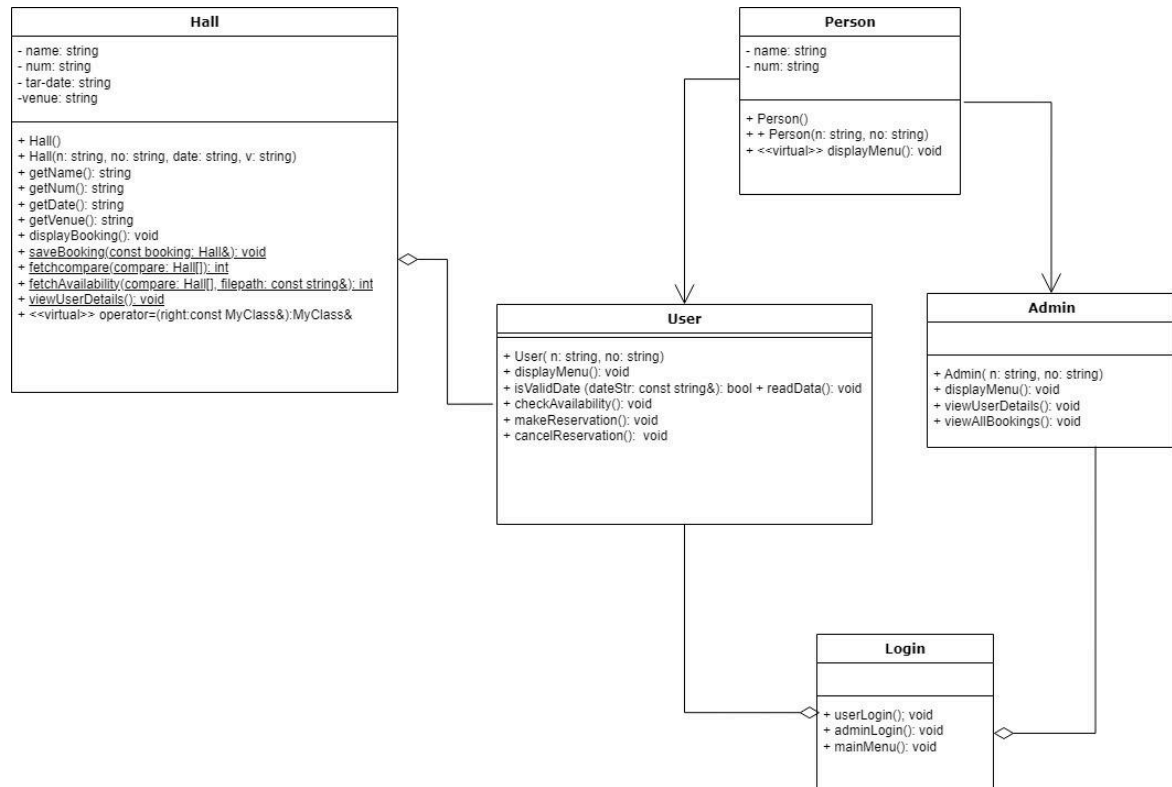 Hall
- name: string
- num: string
- tar-date: string
-venue: string
+ Hall()
+ Hall(n: string, no: string, date: string, v: string)
+ getName(): string
+ getNum(): string
+ getDate(): string
+ getVenue(): string
+ displayBooking(): void
+ saveBooking(const booking: Hall&): void
+ fetchcompare(compare: Hall[]): int
+ fetchAvailability(compare: Hall[], filepath: const string&): int
+ viewUserDetails(): void
+ <<virtual>> operator=(right:const MyClass&):MyClass&
Person
- name: string
- num: string
+ Person()
+ + Person(n: string, no: string)
+ <<virtual>> displayMenu(): void
User
+ User( n: string, no: string)
+ displayMenu(): void
+ isValidDate (dateStr: const string&): bool + readData(): void
+ checkAvailability(): void
+ makeReservation(): void
+ cancelReservation(): void
Admin
+ Admin( n: string, no: string)
+ displayMenu(): void
+ viewUserDetails(): void
+ viewAllBookings(): void
Login
+ userLogin(); void
+ adminLogin(): void
+ mainMenu(): void